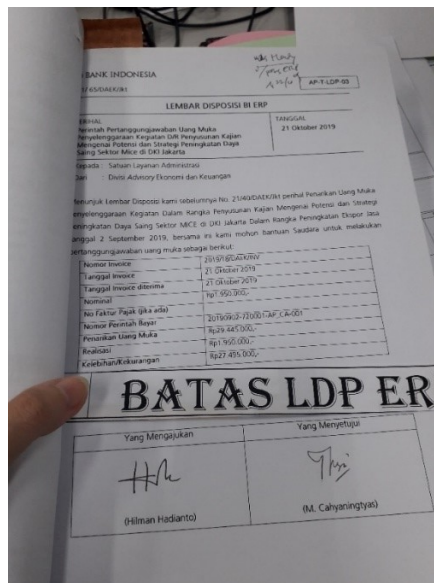 BANK INDONESIA
AP-T-LDP-03
/65/DAEK/Jkt
LEMBAR DISPOSISI BI ERP
TANGGAL
Perintah Pertanggungjawaban Uang Muka
21 Oktober 2019
Penyelenggaraan Kegiatan D/R Penyusunan Kajian
Mengenai Potensi dan Strategi Peningkatan Daya
Saing Sektor Mice di DKI Jakarta
Kepada : Satuan Layanan Administrasi
Dari : Divisi Advisory Ekonomi dan Keuangan
Menunjuk Lembar Disposisi kami sebelumnya No. 21/40/DAEK/Jkt perihal Penarikan Uang Muka
Penyelenggaraan Kegiatan Dalam Rangka Penyusunan Kajian Mengenai Potensi dan Strategi
Peningkatan Daya Saing Sektor MICE di DKI Jakarta Dalam Rangka Peningkatan Ekspor Jasa
tanggal 2 September 2019, bersama ini kami mohon bantuan Saudara untuk melakukan
pertanggungjawaban uang muka sebagai berikut:
Nomor Invoice
Tanggal Invoice 21 Oktober 2019
Tanggal Invoice diterima 21 Oktober 2019
Nominal Rp1.950.000,-
No Faktur Pajak (jika ada)
Nomor Perintah Bayar
Penarikan Uang Muka Rp29.445.000,-
Realisasi Rp1.950.000,-
Kelebihan/Kekurangan Rp27.495.000,-
BATAS LDP ER
Yang Mengajukan Yang Menyetujui
(Hilman Hadianto) (M. Cahyaningtyas)